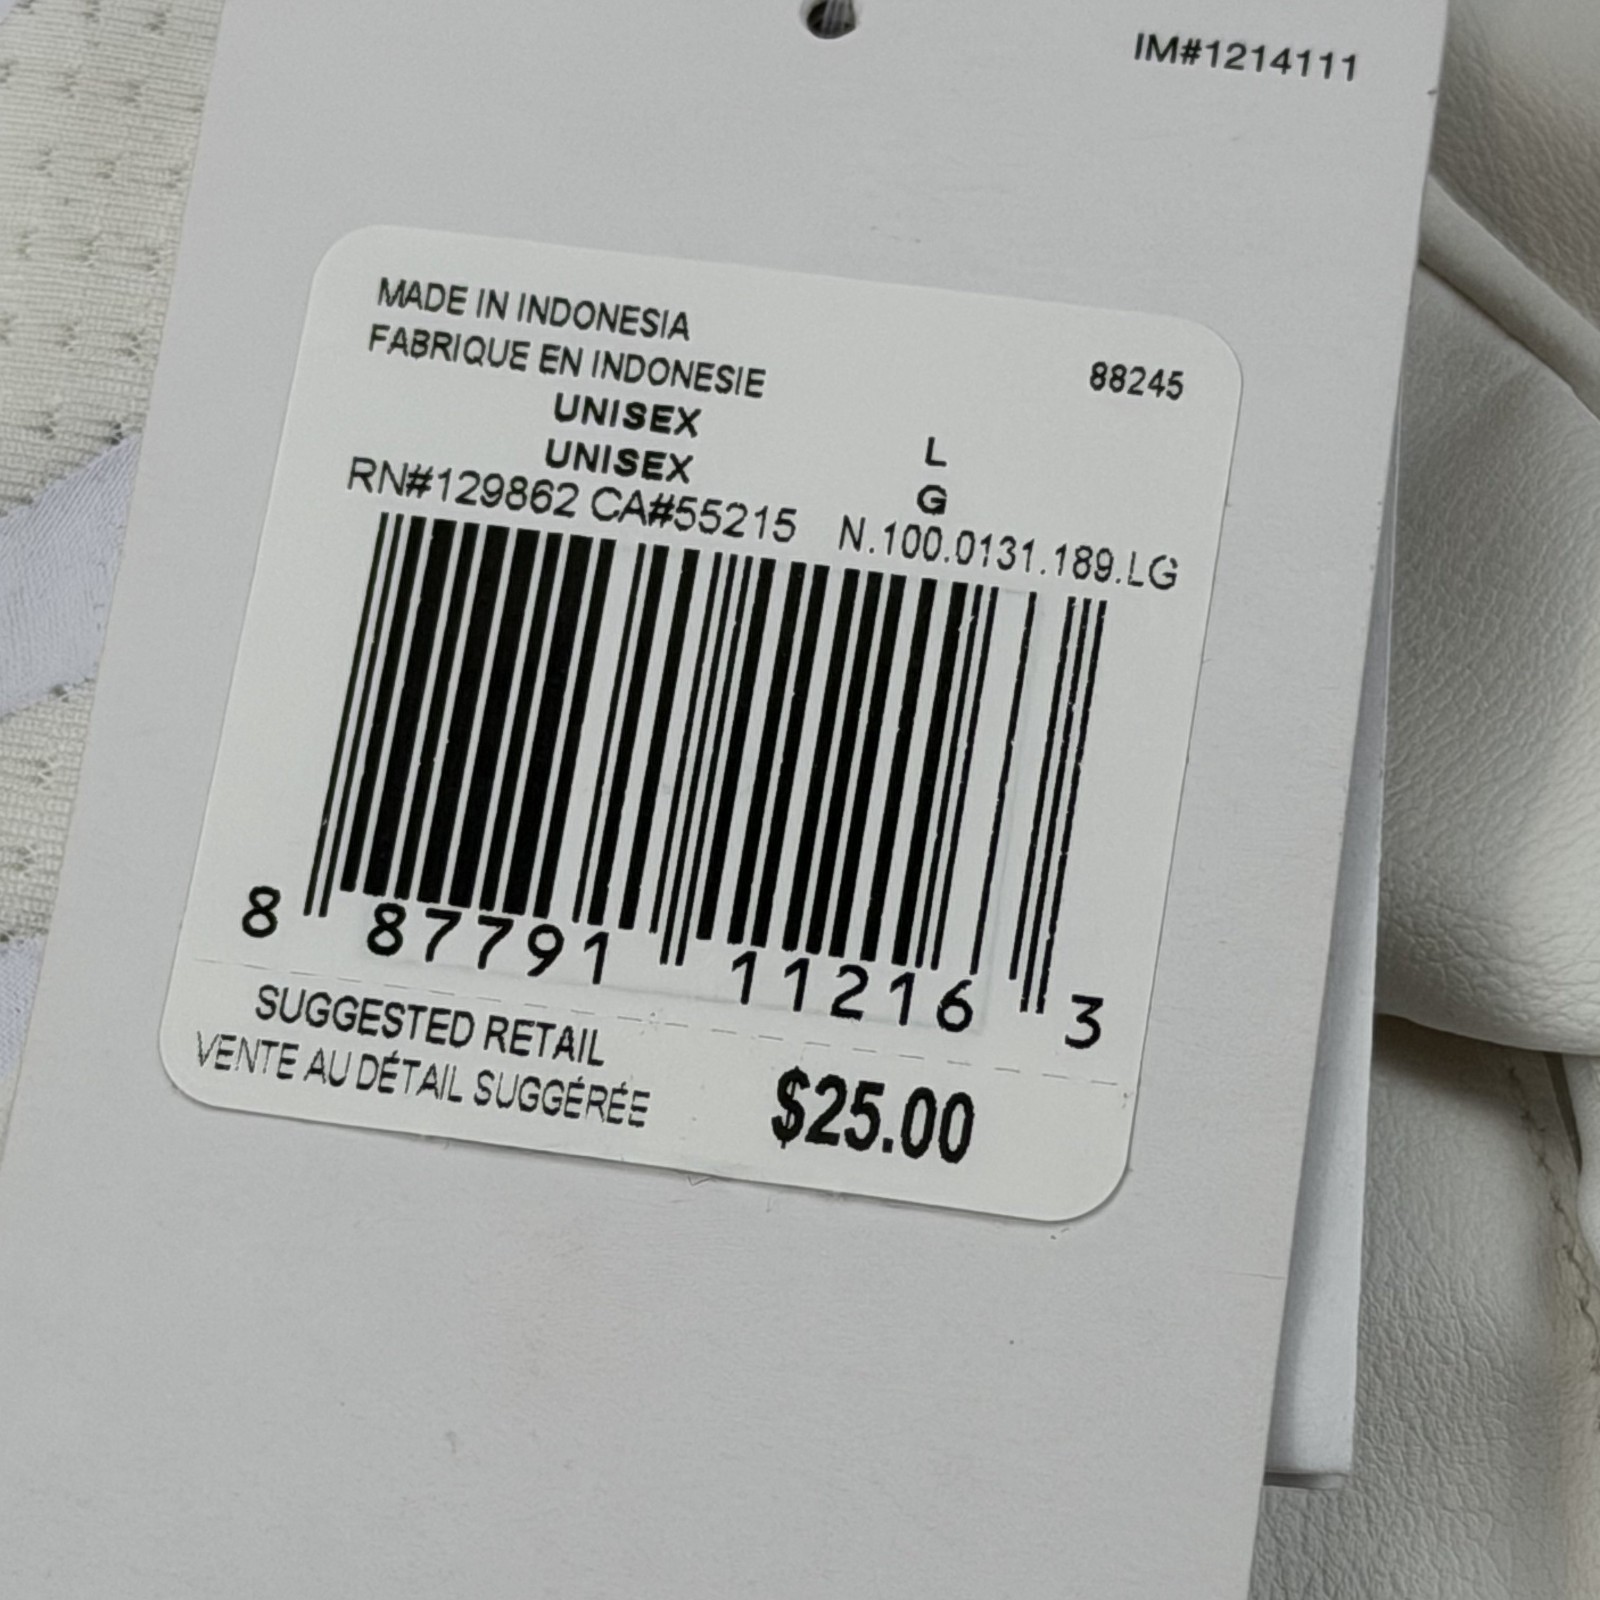 IM#1214111
MADE IN INDONESIA
FABRIQUE EN INDONESIE 88245
UNISEX L
UNISEX G
RN#129862 CA#55215 N.100.0131.189.LG
8 87791 11216 3
SUGGESTED RETAIL
VENTE AU DÉTAIL SUGGÉRÉE $25.00